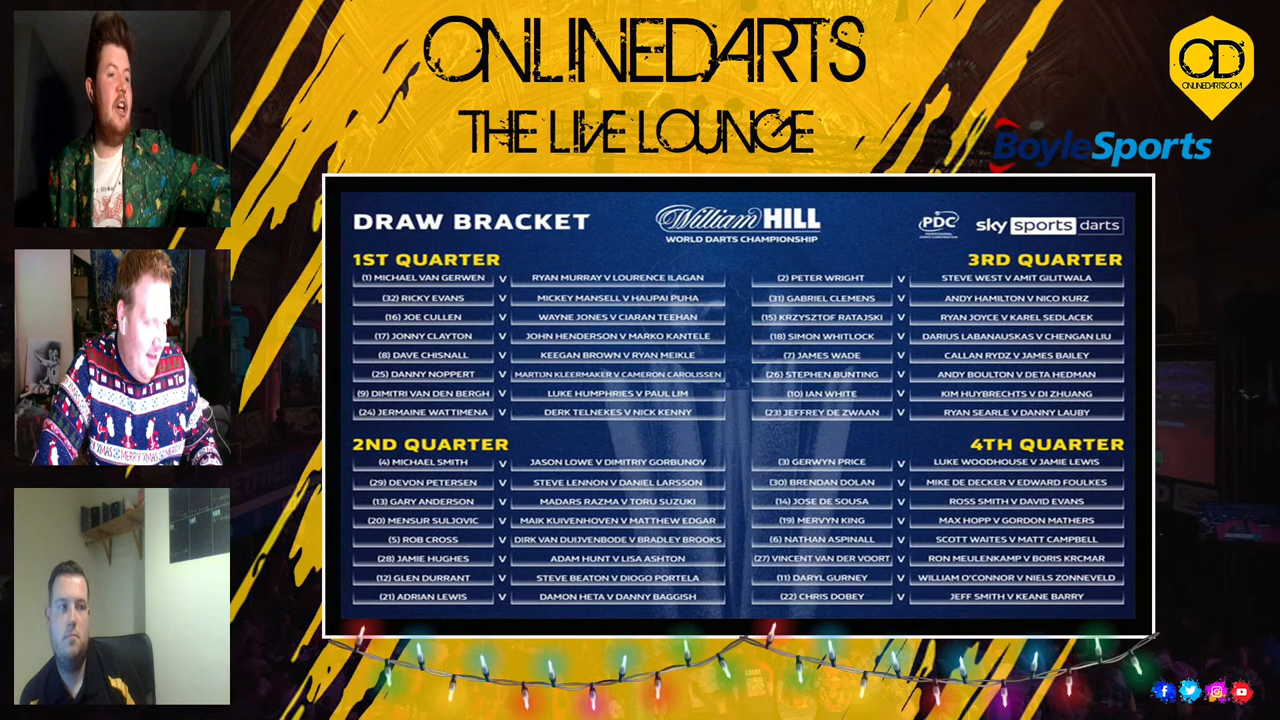 ONLINEDARTS
THE LIVE LOUNGE
OD
ONLINEDARTS.COM
BoyleSports
DRAW BRACKET
William HILL
WORLD DARTS CHAMPIONSHIP
PDC
sky sports darts
1ST QUARTER
(1) MICHAEL VAN GERWEN V RYAN MURRAY V LOURENCE ILAGAN
(32) RICKY EVANS V MICKEY MANSELL V HAUPAI PUHA
(16) JOE CULLEN V WAYNE JONES V CIARAN TEEHAN
(17) JONNY CLAYTON V JOHN HENDERSON V MARKO KANTELE
(8) DAVE CHISNALL V KEEGAN BROWN V RYAN MEIKLE
(25) DANNY NOPPERT V MARTIJN KLEERMAKER V CAMERON CAROLISSEN
(9) DIMITRI VAN DEN BERGH V LUKE HUMPHRIES V PAUL LIM
(24) JERMAINE WATTIMENA V DERK TELNEKES V NICK KENNY
3RD QUARTER
(2) PETER WRIGHT V STEVE WEST V AMIT GILITWALA
(31) GABRIEL CLEMENS V ANDY HAMILTON V NICO KURZ
(15) KRZYSZTOF RATAJSKI V RYAN JOYCE V KAREL SEDLACEK
(18) SIMON WHITLOCK V DARIUS LABANAUSKAS V CHENGAN LIU
(7) JAMES WADE V CALLAN RYDZ V JAMES BAILEY
(26) STEPHEN BUNTING V ANDY BOULTON V DETA HEDMAN
(10) IAN WHITE V KIM HUYBRECHTS V DI ZHUANG
(23) JEFFREY DE ZWAAN V RYAN SEARLE V DANNY LAUBY
2ND QUARTER
(4) MICHAEL SMITH V JASON LOWE V DIMITRIY GORBUNOV
(29) DEVON PETERSEN V STEVE LENNON V DANIEL LARSSON
(13) GARY ANDERSON V MADARS RAZMA V TORU SUZUKI
(20) MENSUR SULJOVIC V MAIK KUIVENHOVEN V MATTHEW EDGAR
(5) ROB CROSS V DIRK VAN DUIJVENBODE V BRADLEY BROOKS
(28) JAMIE HUGHES V ADAM HUNT V LISA ASHTON
(12) GLEN DURRANT V STEVE BEATON V DIOGO PORTELA
(21) ADRIAN LEWIS V DAMON HETA V DANNY BAGGISH
4TH QUARTER
(3) GERWYN PRICE V LUKE WOODHOUSE V JAMIE LEWIS
(30) BRENDAN DOLAN V MIKE DE DECKER V EDWARD FOULKES
(14) JOSE DE SOUSA V ROSS SMITH V DAVID EVANS
(19) MERVYN KING V MAX HOPP V GORDON MATHERS
(6) NATHAN ASPINALL V SCOTT WAITES V MATT CAMPBELL
(27) VINCENT VAN DER VOORT V RON MEULENKAMP V BORIS KRCMAR
(11) DARYL GURNEY V WILLIAM O'CONNOR V NIELS ZONNEVELD
(22) CHRIS DOBEY V JEFF SMITH V KEANE BARRY
XMAS MERRY XMAS MERRY